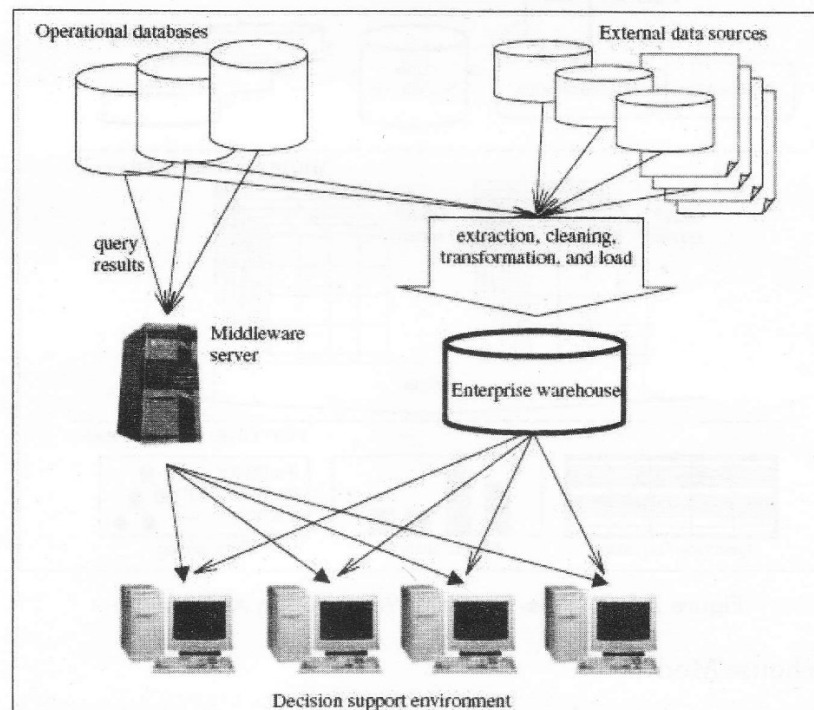 Operational databases
External data sources
query
results
extraction, cleaning,
transformation, and load
Middleware
server
Enterprise warehouse
Decision support environment